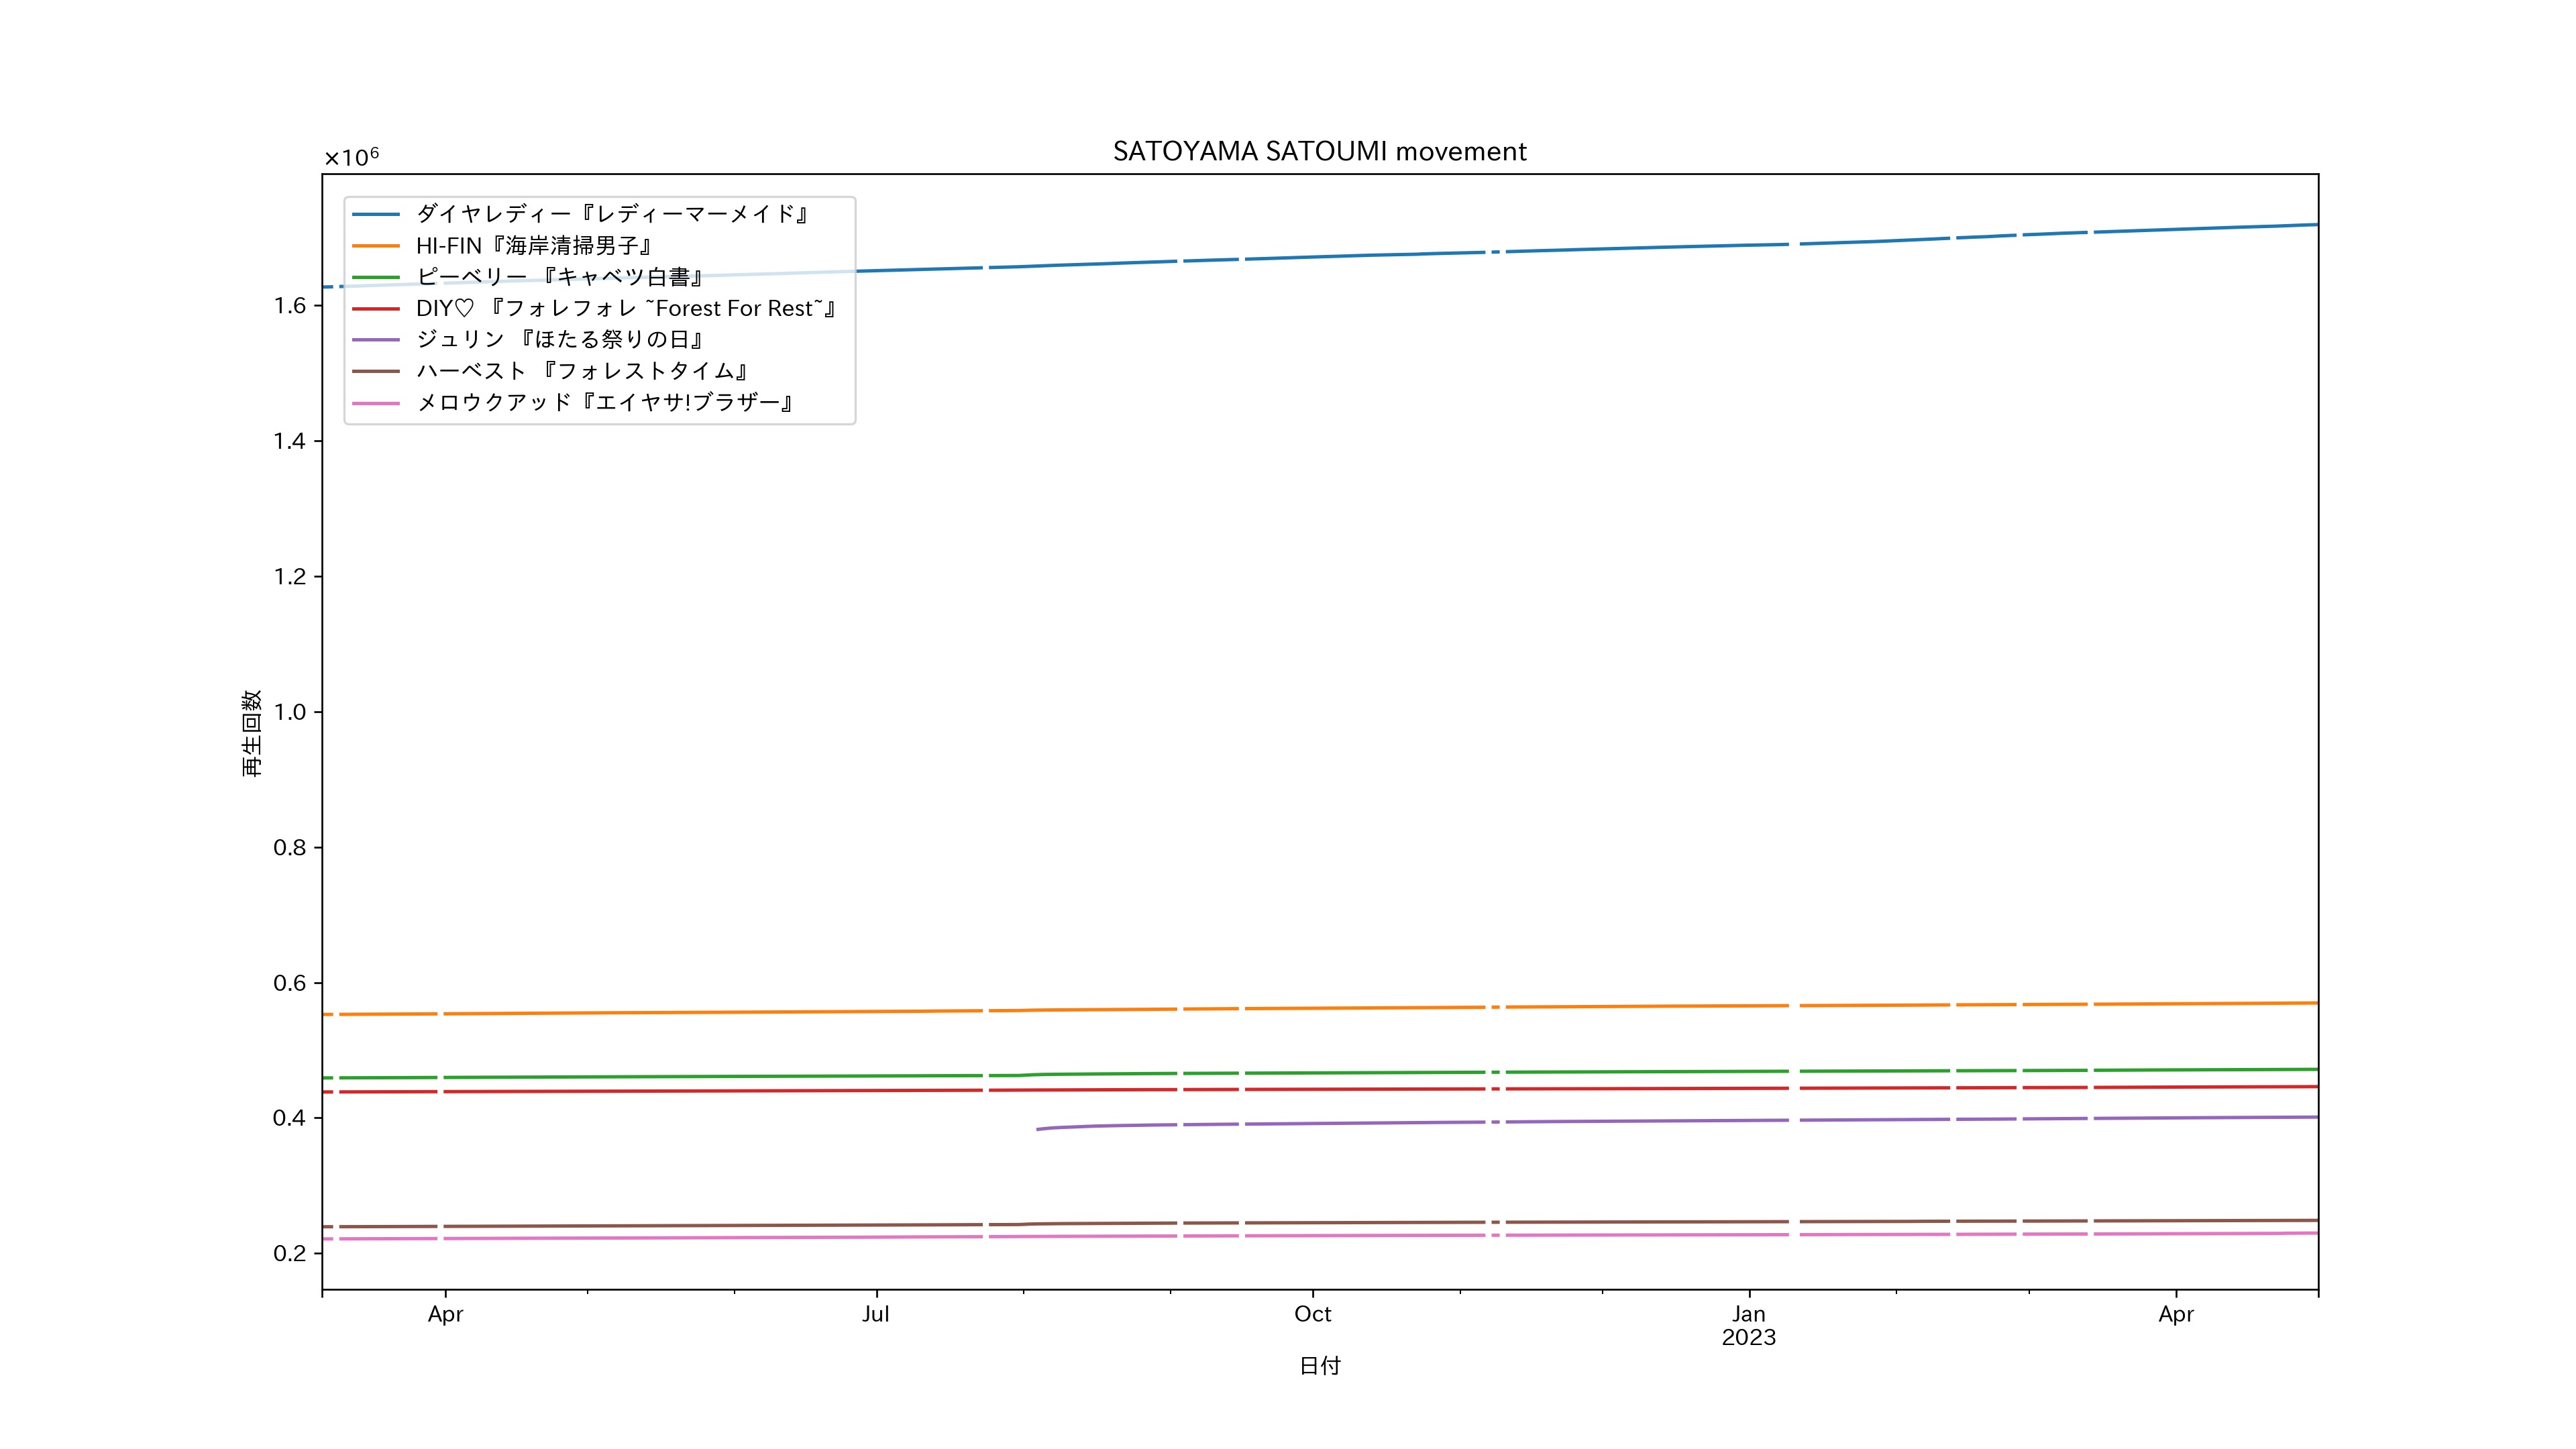 SATOYAMA SATOUMI movement
×10⁶
ダイヤレディー『レディーマーメイド』
HI-FIN『海岸清掃男子』
ピーベリー 『キャベツ白書』
DIY♡ 『フォレフォレ ~Forest For Rest~』
ジュリン 『ほたる祭りの日』
ハーベスト 『フォレストタイム』
メロウクアッド『エイヤサ!ブラザー』
1.6
1.4
1.2
1.0
0.8
0.6
0.4
0.2
再生回数
Apr
Jul
Oct
Jan
2023
Apr
日付